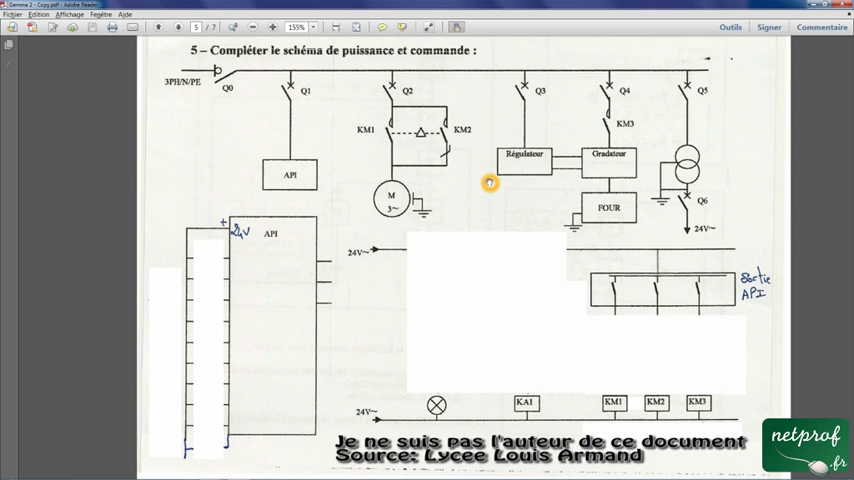 Gemma 2 - Copy.pdf - Adobe Reader
Fichier Edition Affichage Fenêtre Aide
5 / 7 155% Outils Signer Commentaire
5 – Compléter le schéma de puissance et commande :
3PH/N/PE
Q0 Q1 Q2 Q3 Q4 Q5
KM1 KM2 KM3
Régulateur Gradateur
API
M
3~
FOUR
Q6
24V~
+
24V
API
24V~
Sortie
API
KA1 KM1 KM2 KM3
24V~
Je ne suis pas l'auteur de ce document
Source: Lycee Louis Armand
netprof
.fr